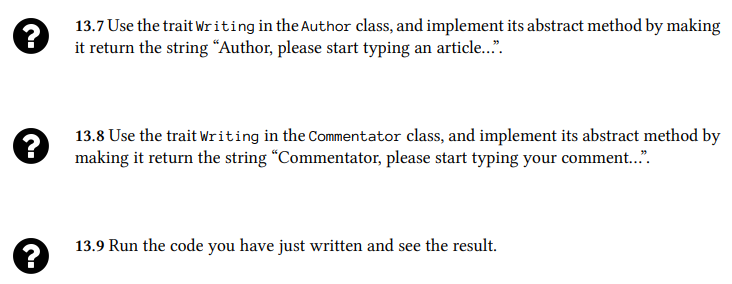 13.7 Use the trait Writing in the Author class, and implement its abstract method by making
it return the string “Author, please start typing an article...”.
13.8 Use the trait Writing in the Commentator class, and implement its abstract method by
making it return the string “Commentator, please start typing your comment...”.
13.9 Run the code you have just written and see the result.